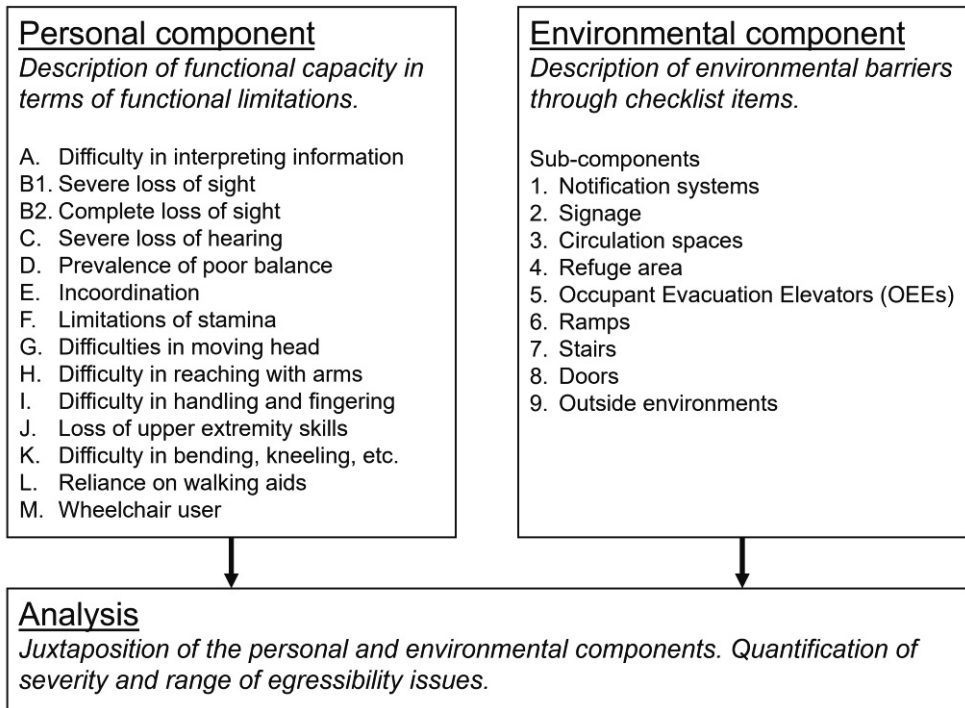 Personal component
Description of functional capacity in
terms of functional limitations.
A. Difficulty in interpreting information
B1. Severe loss of sight
B2. Complete loss of sight
C. Severe loss of hearing
D. Prevalence of poor balance
E. Incoordination
F. Limitations of stamina
G. Difficulties in moving head
H. Difficulty in reaching with arms
I. Difficulty in handling and fingering
J. Loss of upper extremity skills
K. Difficulty in bending, kneeling, etc.
L. Reliance on walking aids
M. Wheelchair user
Environmental component
Description of environmental barriers
through checklist items.
Sub-components
1. Notification systems
2. Signage
3. Circulation spaces
4. Refuge area
5. Occupant Evacuation Elevators (OEEs)
6. Ramps
7. Stairs
8. Doors
9. Outside environments
Analysis
Juxtaposition of the personal and environmental components. Quantification of
severity and range of egressibility issues.